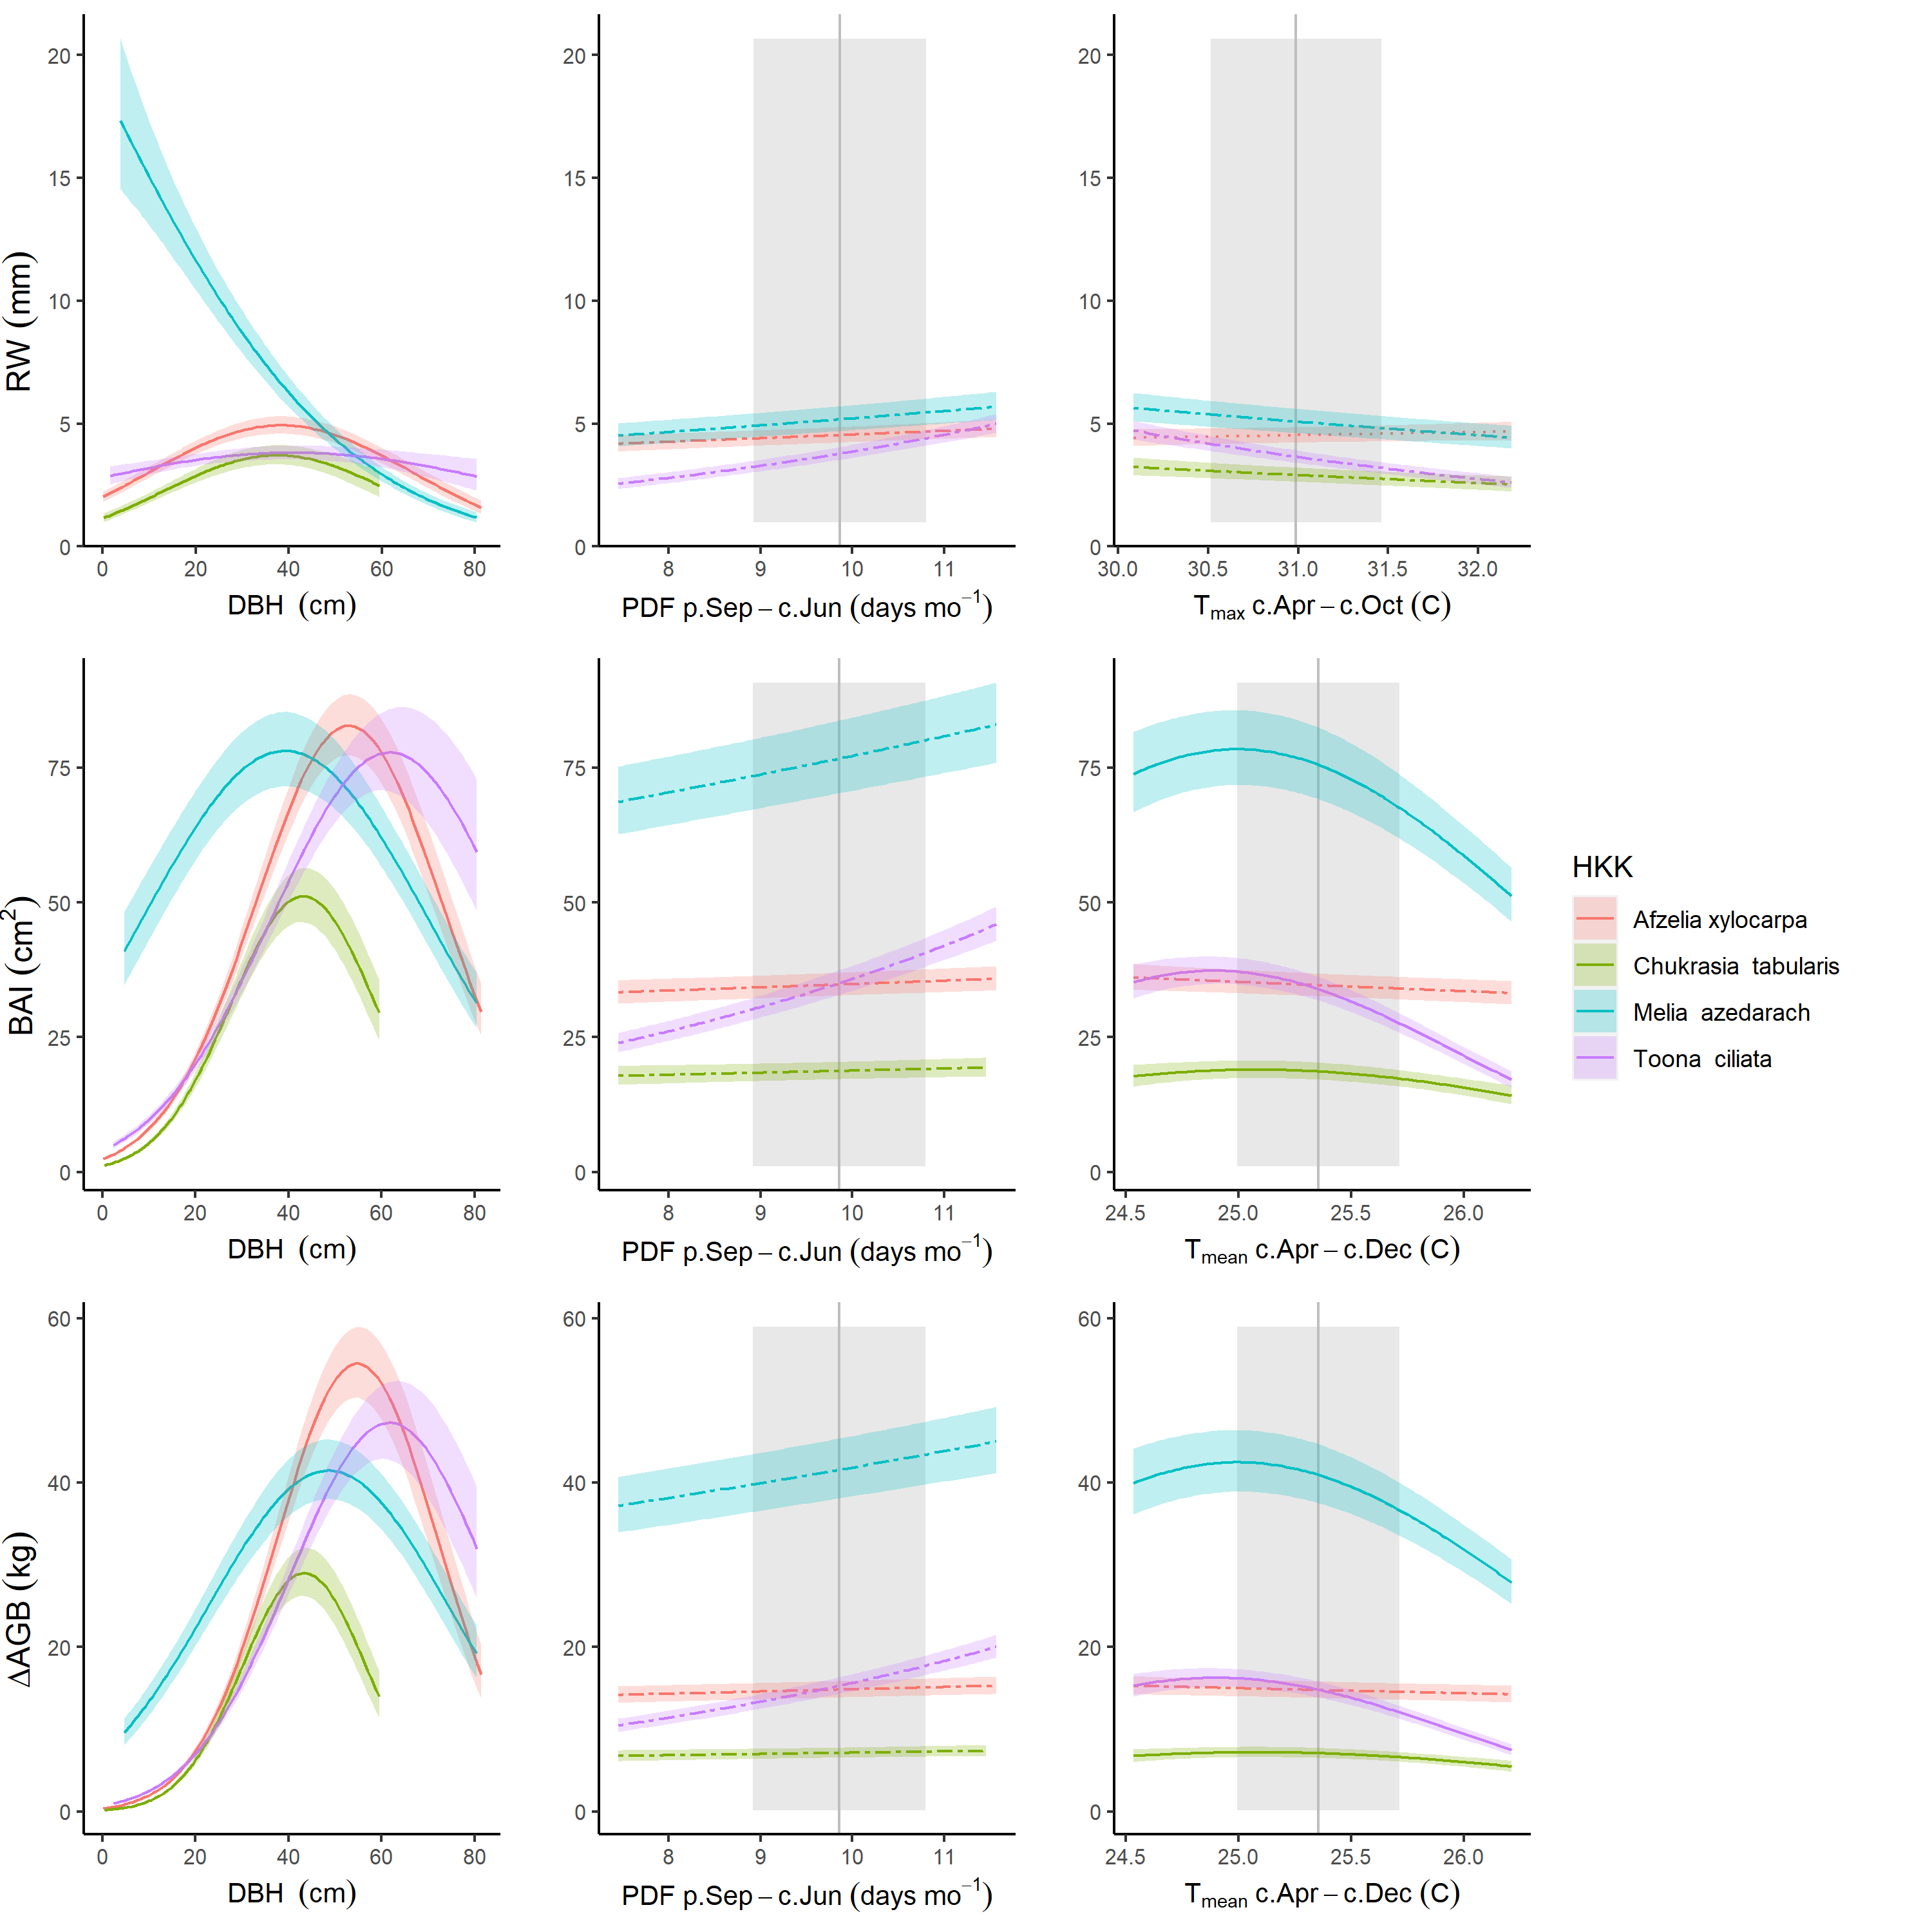 RW (mm)
20
15
10
5
0
0 20 40 60 80
DBH (cm)
20
15
10
5
0
8 9 10 11
PDF p.Sep – c.Jun (days mo⁻¹)
20
15
10
5
0
30.0 30.5 31.0 31.5 32.0
Tmax c.Apr – c.Oct (C)
BAI (cm²)
75
50
25
0
0 20 40 60 80
DBH (cm)
75
50
25
0
8 9 10 11
PDF p.Sep – c.Jun (days mo⁻¹)
75
50
25
0
24.5 25.0 25.5 26.0
Tmean c.Apr – c.Dec (C)
HKK
Afzelia xylocarpa
Chukrasia tabularis
Melia azedarach
Toona ciliata
ΔAGB (kg)
60
40
20
0
0 20 40 60 80
DBH (cm)
60
40
20
0
8 9 10 11
PDF p.Sep – c.Jun (days mo⁻¹)
60
40
20
0
24.5 25.0 25.5 26.0
Tmean c.Apr – c.Dec (C)